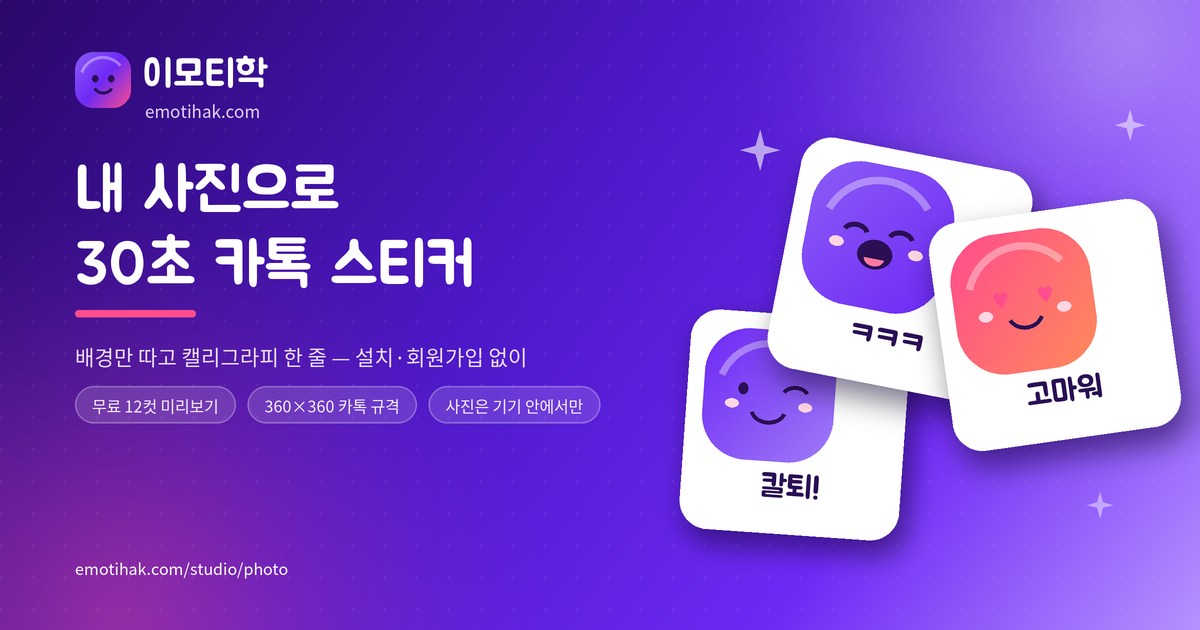 이모티학
emotihak.com
내 사진으로
30초 카톡 스티커
배경만 따고 캘리그라피 한 줄 — 설치·회원가입 없이
무료 12컷 미리보기
360×360 카톡 규격
사진은 기기 안에서만
ㅋㅋㅋ
고마워
칼퇴!
emotihak.com/studio/photo